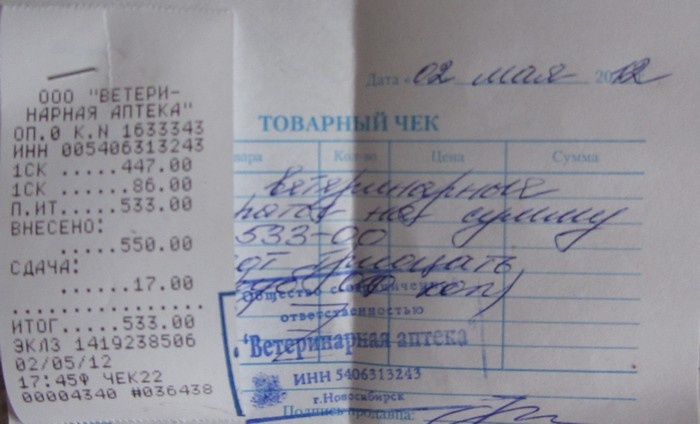 ООО "ВЕТЕРИ-
НАРНАЯ АПТЕКА"
ОП.0 К.N 1633343
ИНН 005406313243
1СК .....447.00
1СК ......86.00
П.ИТ.....533.00
ВНЕСЕНО:
.....550.00
СДАЧА:
......17.00
ИТОГ.....533.00
ЭКЛЗ 1419238506
02/05/12
17:45Ф ЧЕК22
00004340 #036438
Дата «02 мая 2012
ТОВАРНЫЙ ЧЕК
Кол-во Цена Сумма
Ветеринарные
на сумму
533-00
тридцать
коп)
Общество с ограниченной
ответственностью
"Ветеринарная аптека
ИНН 5406313243
г.Новосибирск
Подпись продавца: